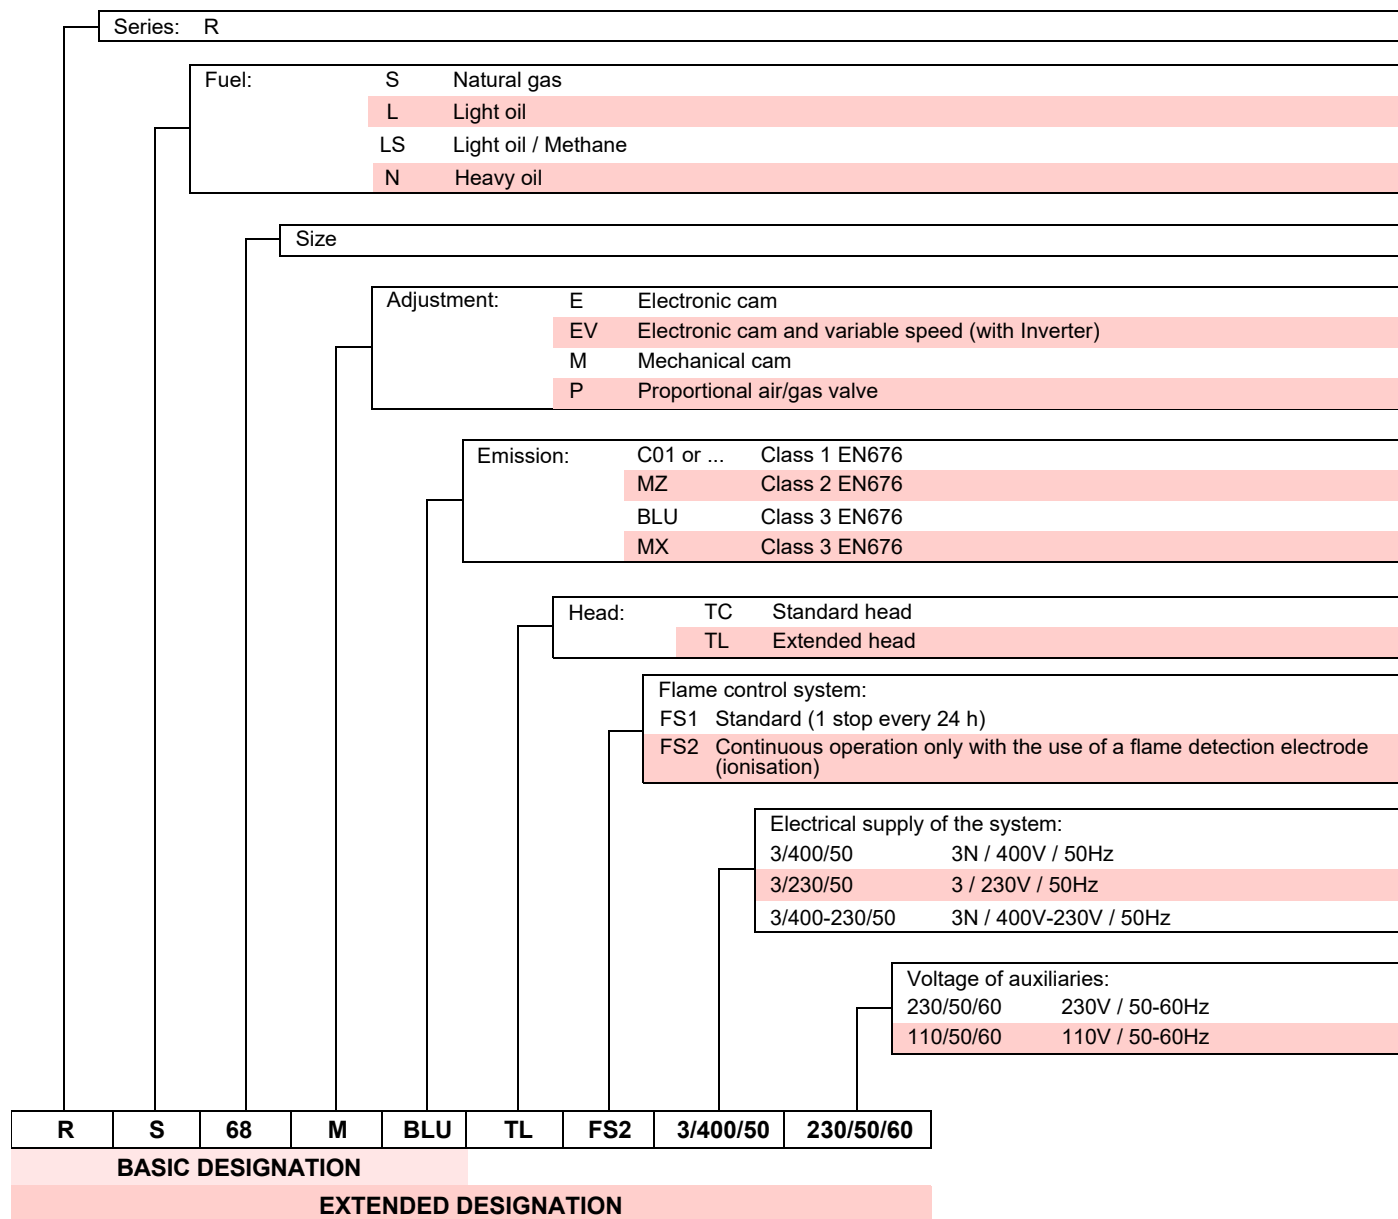 Series: R
Fuel: S Natural gas
L Light oil
LS Light oil / Methane
N Heavy oil
Size
Adjustment: E Electronic cam
EV Electronic cam and variable speed (with Inverter)
M Mechanical cam
P Proportional air/gas valve
Emission: C01 or ... Class 1 EN676
MZ Class 2 EN676
BLU Class 3 EN676
MX Class 3 EN676
Head: TC Standard head
TL Extended head
Flame control system:
FS1 Standard (1 stop every 24 h)
FS2 Continuous operation only with the use of a flame detection electrode
(ionisation)
Electrical supply of the system:
3/400/50 3N / 400V / 50Hz
3/230/50 3 / 230V / 50Hz
3/400-230/50 3N / 400V-230V / 50Hz
Voltage of auxiliaries:
230/50/60 230V / 50-60Hz
110/50/60 110V / 50-60Hz
R S 68 M BLU TL FS2 3/400/50 230/50/60
BASIC DESIGNATION
EXTENDED DESIGNATION